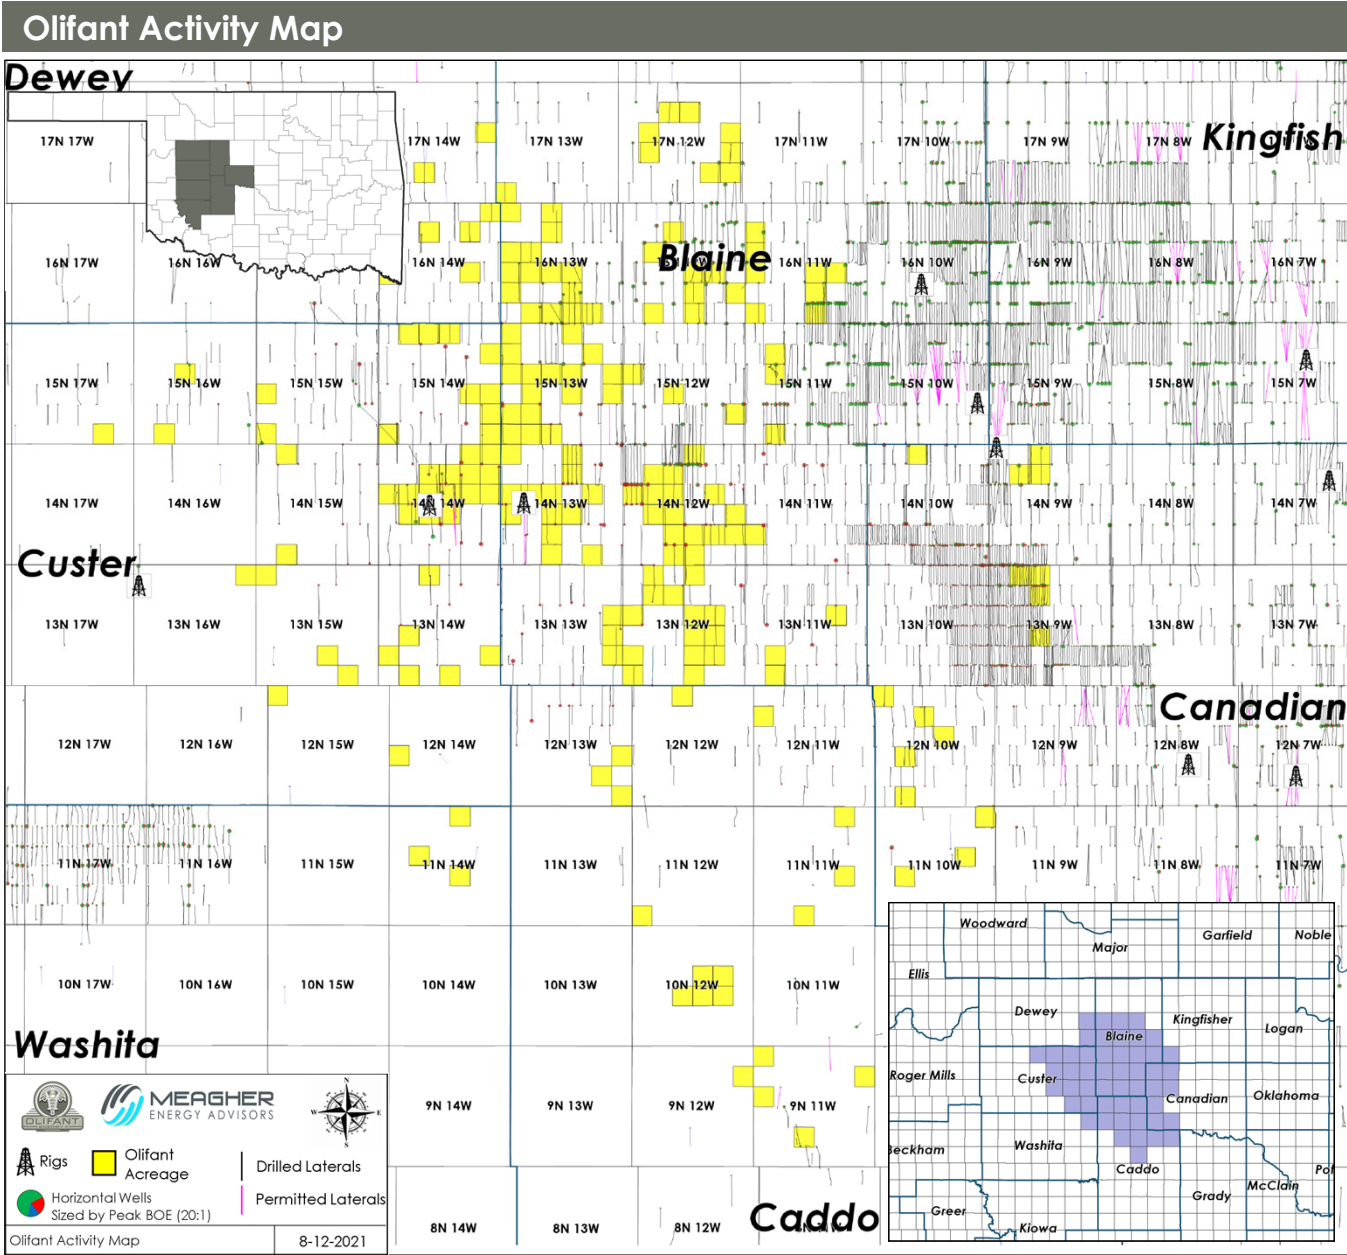 Olifant Activity Map
Dewey
17N 17W
17N 14W
17N 13W
17N 12W
17N 11W
17N 10W
17N 9W
17N 8W
Kingfish
16N 17W
16N 16W
16N 14W
16N 13W
Blaine
16N 11W
16N 10W
16N 9W
16N 8W
16N 7W
15N 17W
15N 16W
15N 15W
15N 14W
15N 13W
15N 12W
15N 11W
15N 10W
15N 9W
15N 8W
15N 7W
14N 17W
14N 16W
14N 15W
14N 14W
14N 13W
14N 12W
14N 11W
14N 10W
14N 9W
14N 8W
14N 7W
Custer
13N 17W
13N 16W
13N 15W
13N 14W
13N 13W
13N 12W
13N 11W
13N 10W
13N 9W
13N 8W
13N 7W
Canadian
12N 17W
12N 16W
12N 15W
12N 14W
12N 13W
12N 12W
12N 11W
12N 10W
12N 9W
12N 8W
12N 7W
11N 17W
11N 16W
11N 15W
11N 14W
11N 13W
11N 12W
11N 11W
11N 10W
11N 9W
11N 8W
11N 7W
10N 17W
10N 16W
10N 15W
10N 14W
10N 13W
10N 12W
10N 11W
Washita
9N 14W
9N 13W
9N 12W
9N 11W
8N 14W
8N 13W
8N 12W
Caddo
OLIFANT
MEAGHER
ENERGY ADVISORS
N
W
E
S
Rigs
Olifant
Acreage
Drilled Laterals
Horizontal Wells
Sized by Peak BOE (20:1)
Permitted Laterals
Olifant Activity Map
8-12-2021
Woodward
Major
Garfield
Noble
Ellis
Dewey
Blaine
Kingfisher
Logan
Roger Mills
Custer
Canadian
Oklahoma
Beckham
Washita
Caddo
Pot
McClain
Grady
Greer
Kiowa